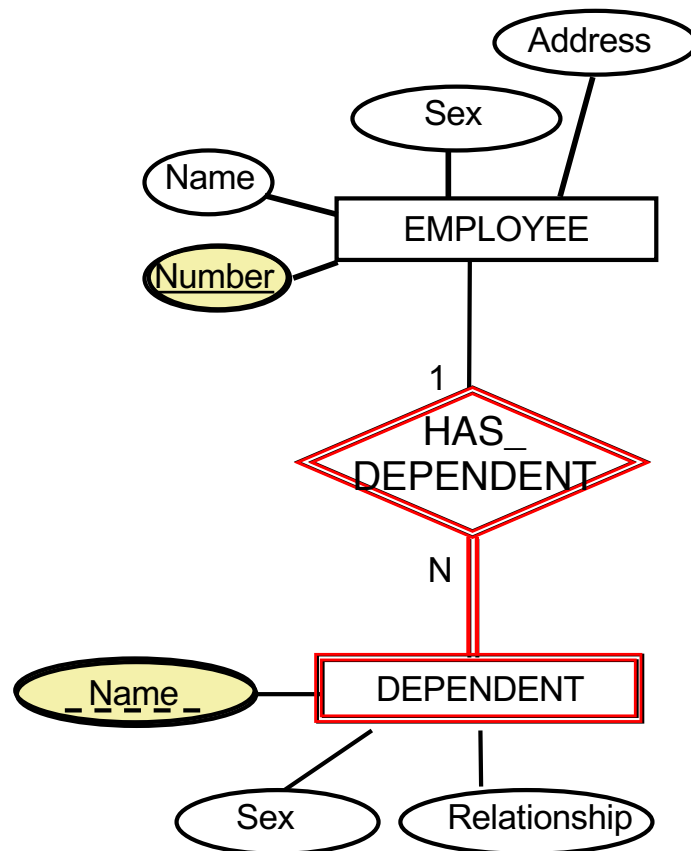 Address
Sex
Name
EMPLOYEE
Number
1
HAS_
DEPENDENT
N
Name
DEPENDENT
Sex
Relationship